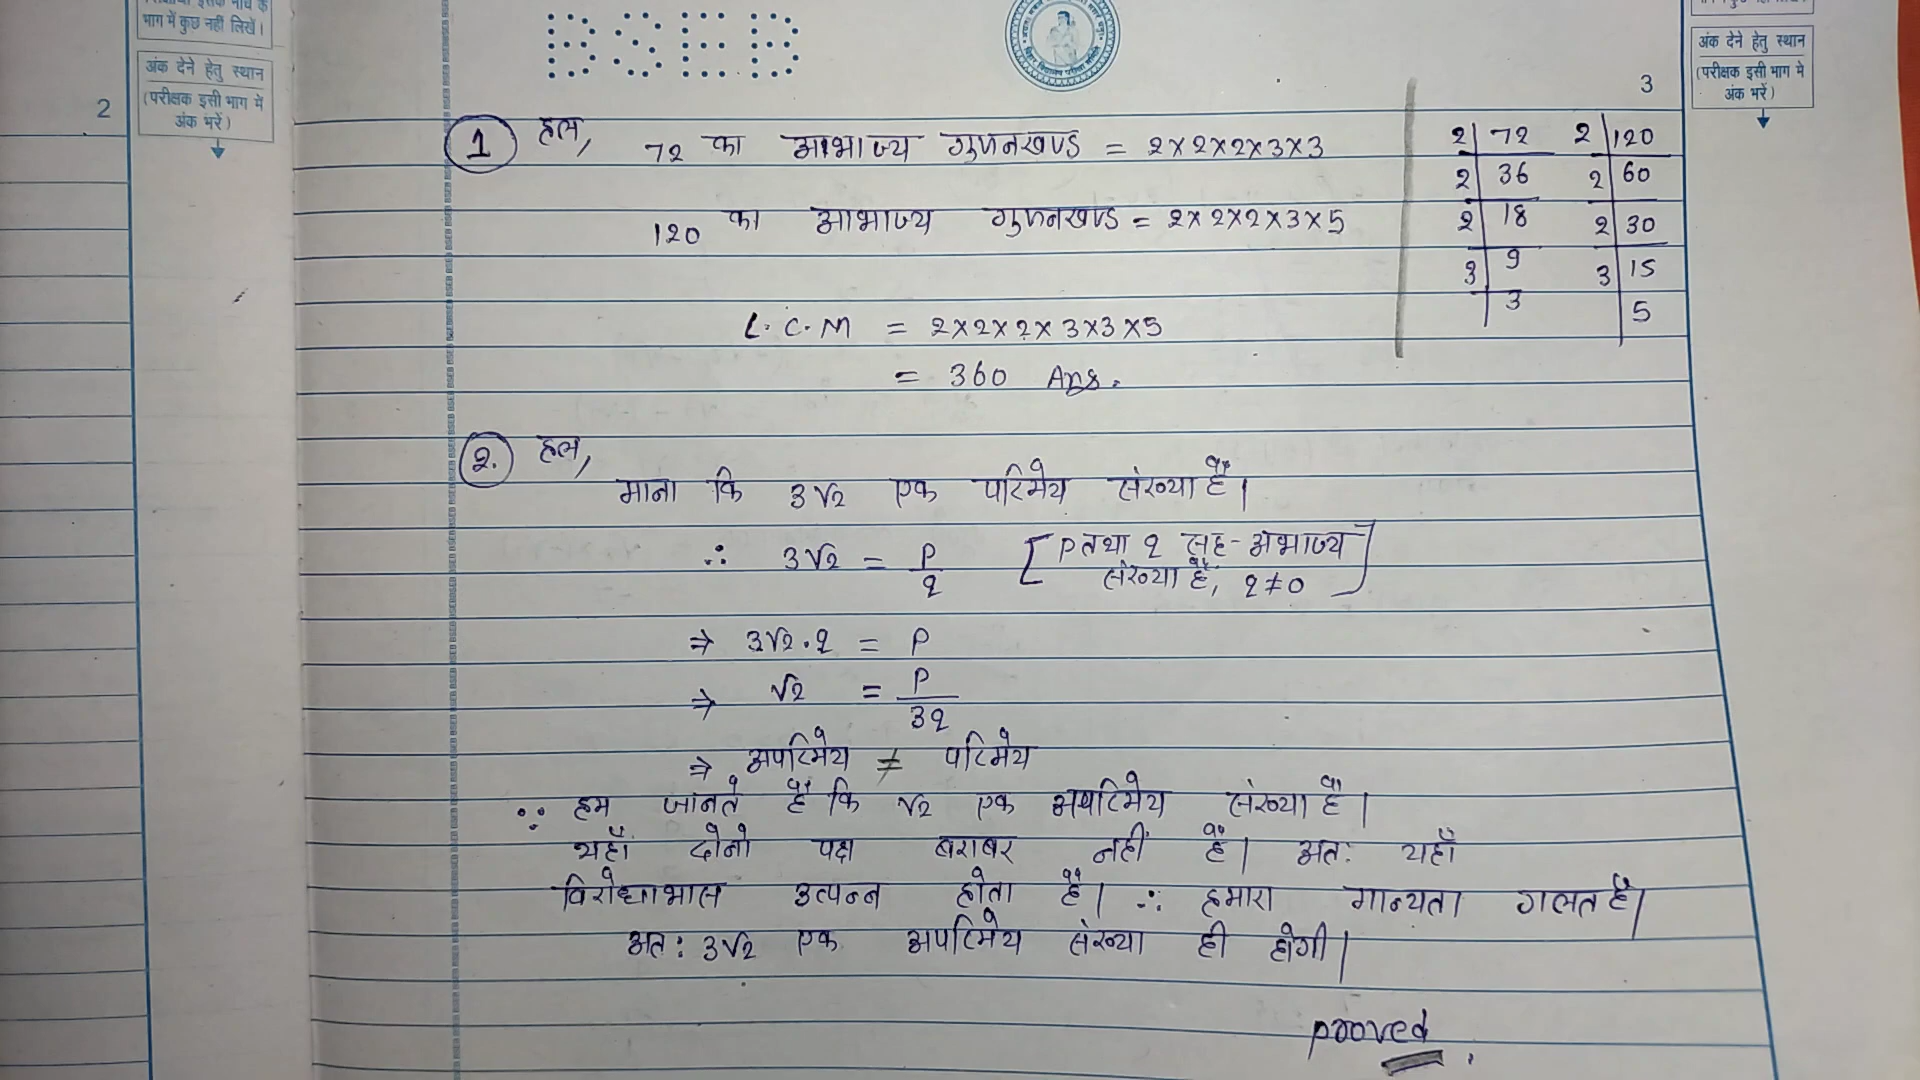 भाग में कुछ नहीं लिखें।
अंक देने हेतु स्थान
(परीक्षक इसी भाग में
अंक भरें)
2
BSEB
3
अंक देने हेतु स्थान
(परीक्षक इसी भाग में
अंक भरें)
1 हल,
72 का आभाज्य गुणनखण्ड = 2×2×2×3×3
120 का आभाज्य गुणनखण्ड = 2×2×2×3×5
L.C.M = 2×2×2×3×3×5
= 360 Ans.
2 72 2 120
2 36 2 60
2 18 2 30
3 9 3 15
3 5
2. हल,
माना कि 3√2 एक परिमेय संख्या है।
∴ 3√2 = p/q [p तथा q सह-अभाज्य
संख्या है, q≠0]
⇒ 3√2.q = p
⇒ √2 = p/3q
⇒ अपरिमेय ≠ परिमेय
∵ हम जानते हैं कि √2 एक अपरिमेय संख्या है।
यहाँ दोनो पक्ष बराबर नहीं है। अतः यहाँ
विरोधाभास उत्पन्न होता है। ∴ हमारा मान्यता गलत है।
अतः 3√2 एक अपरिमेय संख्या ही होगी।
proved.